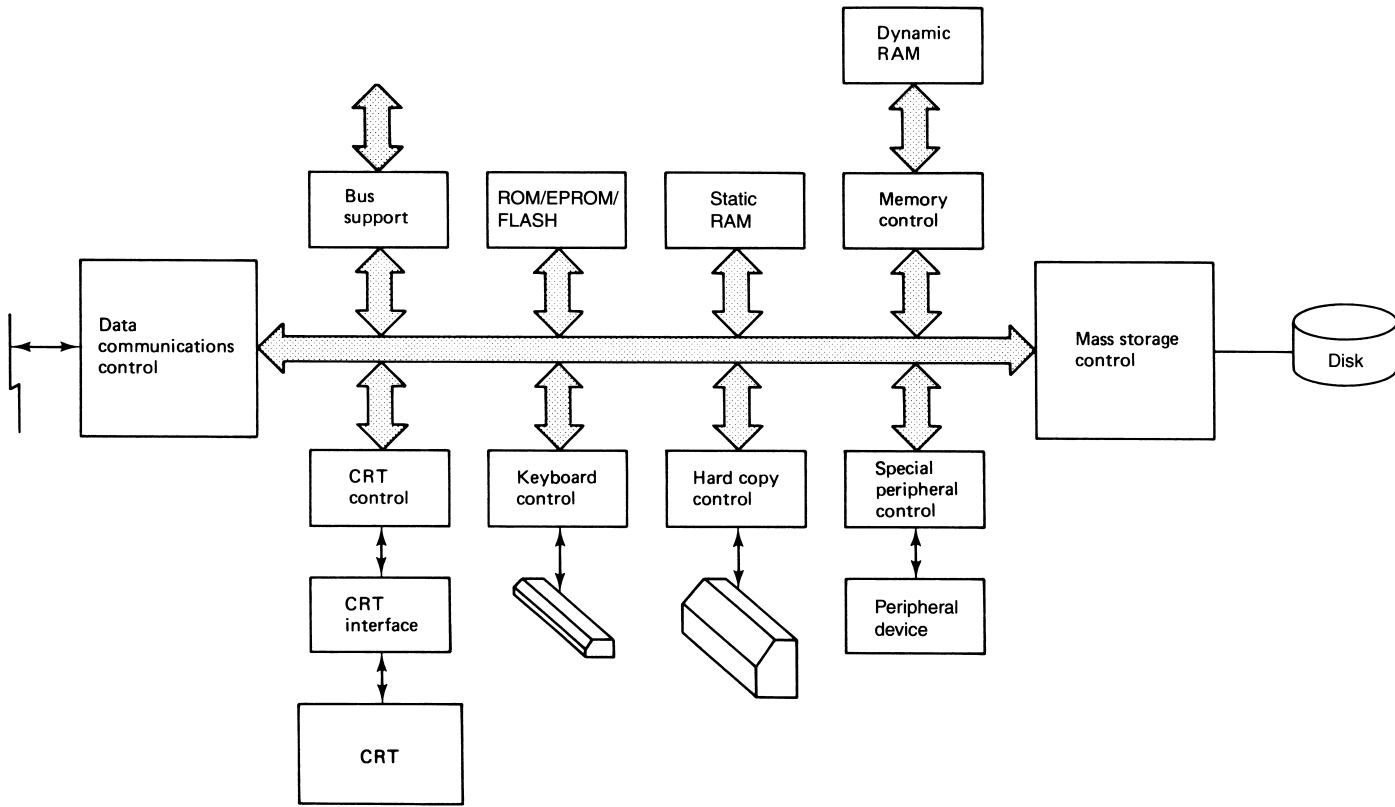 Dynamic
RAM
Bus
support
ROM/EPROM/
FLASH
Static
RAM
Memory
control
Data
communications
control
Mass storage
control
Disk
CRT
control
Keyboard
control
Hard copy
control
Special
peripheral
control
CRT
interface
Peripheral
device
CRT